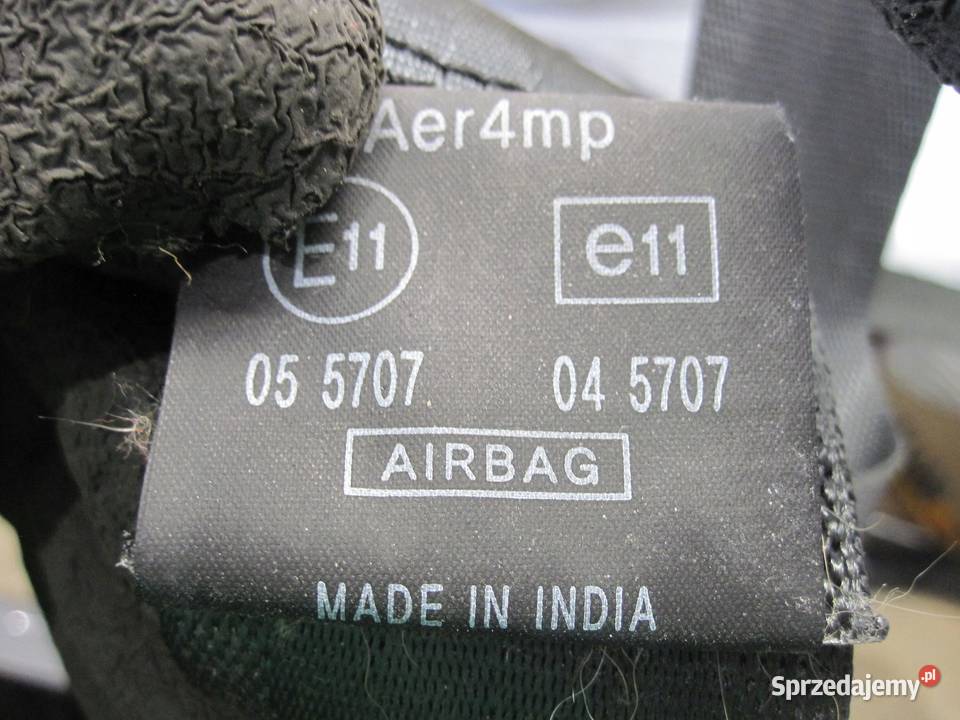 Aer4mp
E11 e11
05 5707 04 5707
AIRBAG
MADE IN INDIA
Sprzedajemy.pl